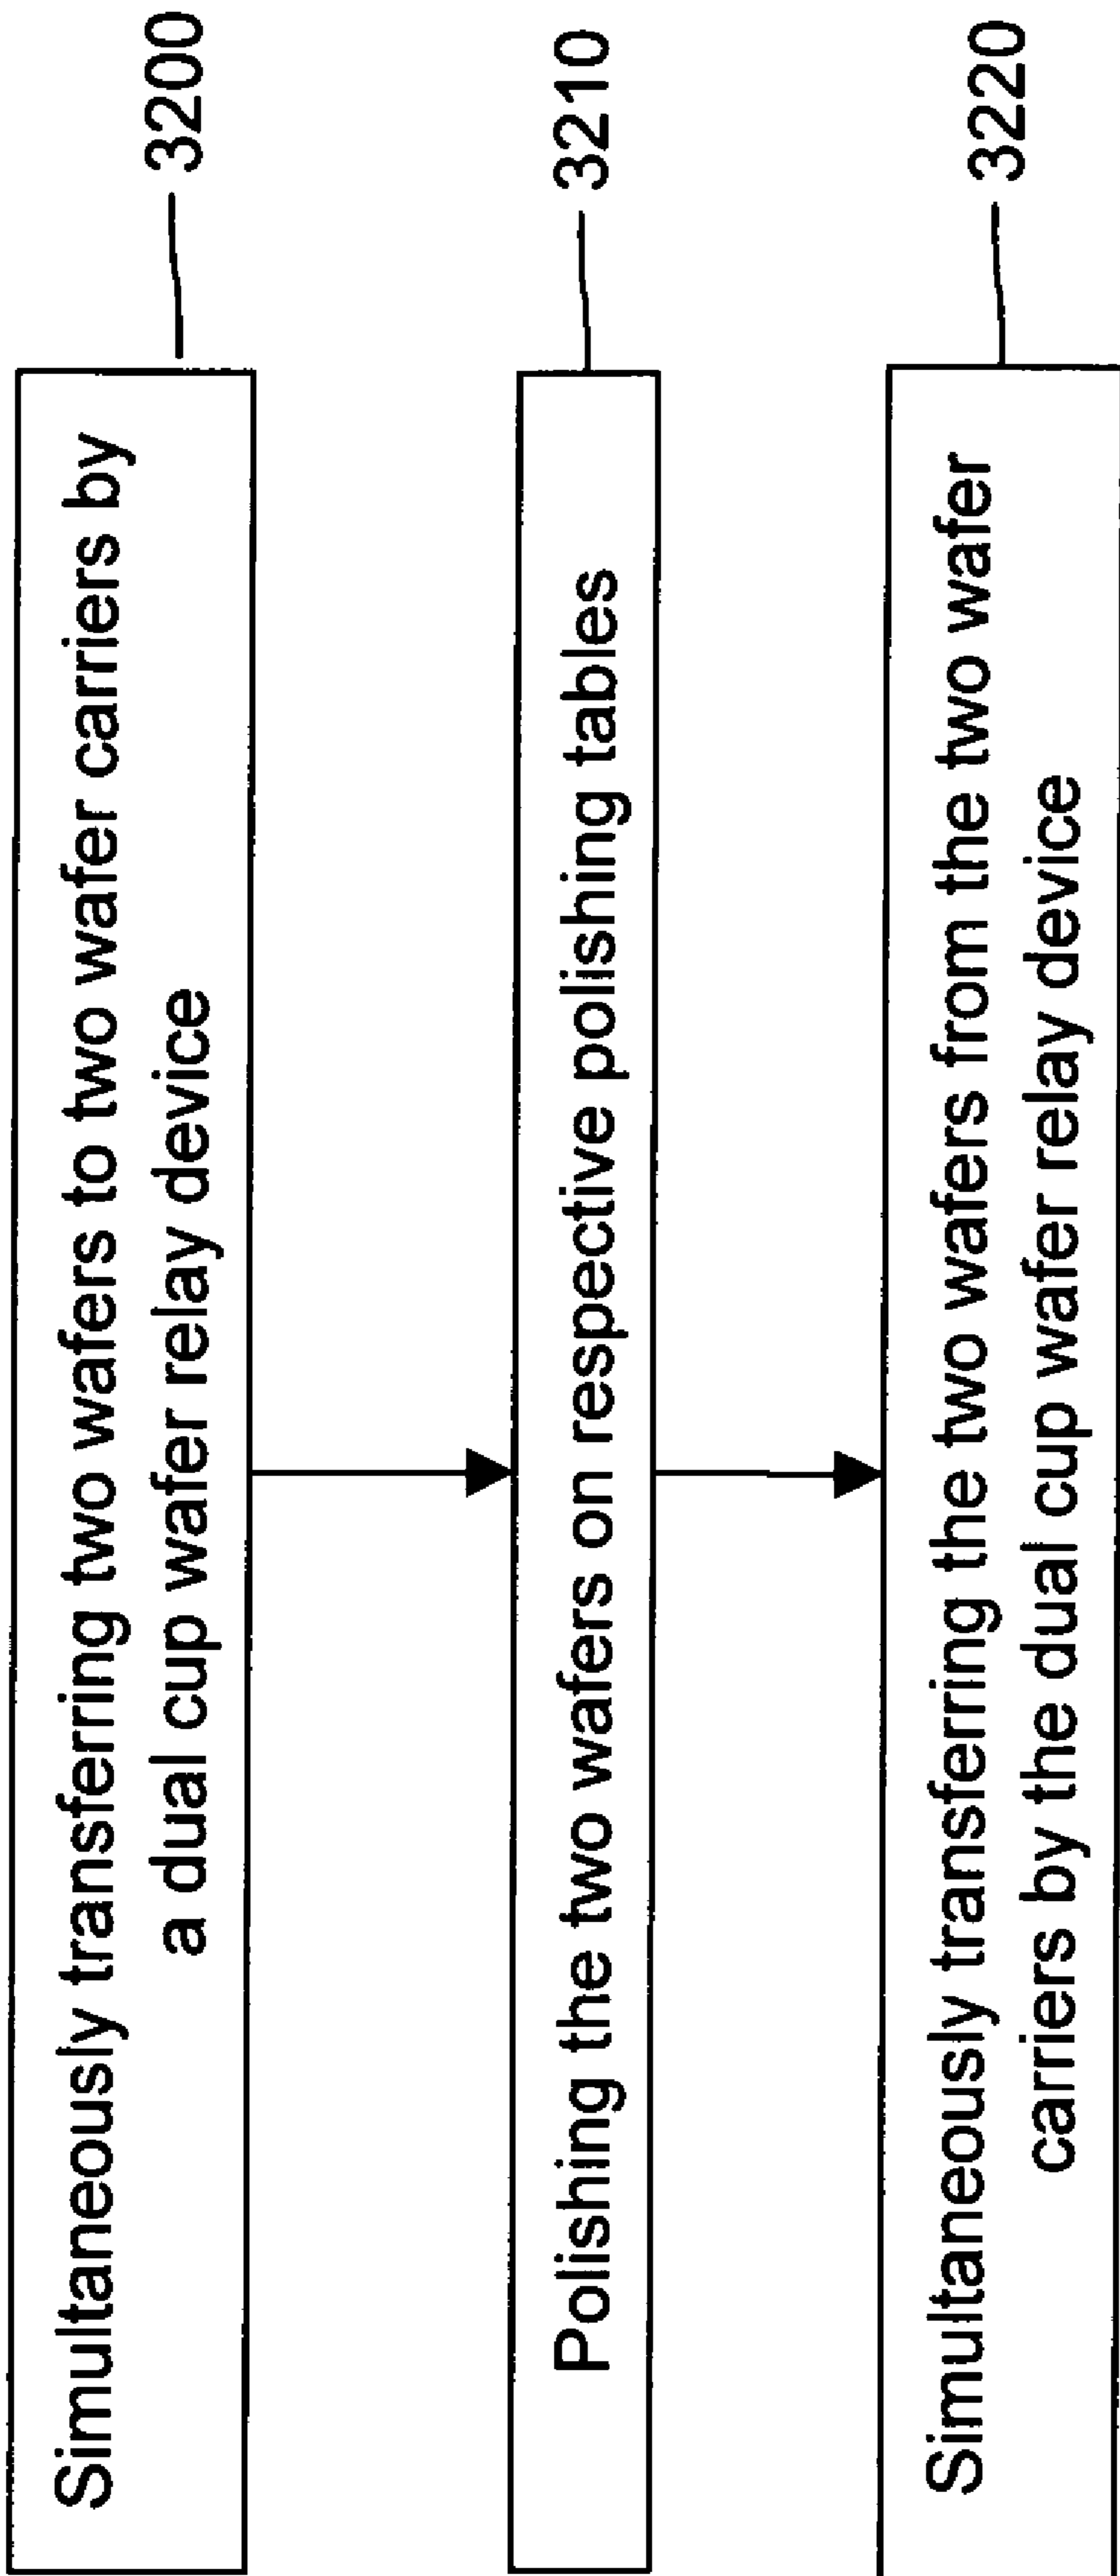 Simultaneously transferring two wafers to two wafer carriers by
a dual cup wafer relay device
3200
Polishing the two wafers on respective polishing tables
3210
Simultaneously transferring the two wafers from the two wafer
carriers by the dual cup wafer relay device
3220